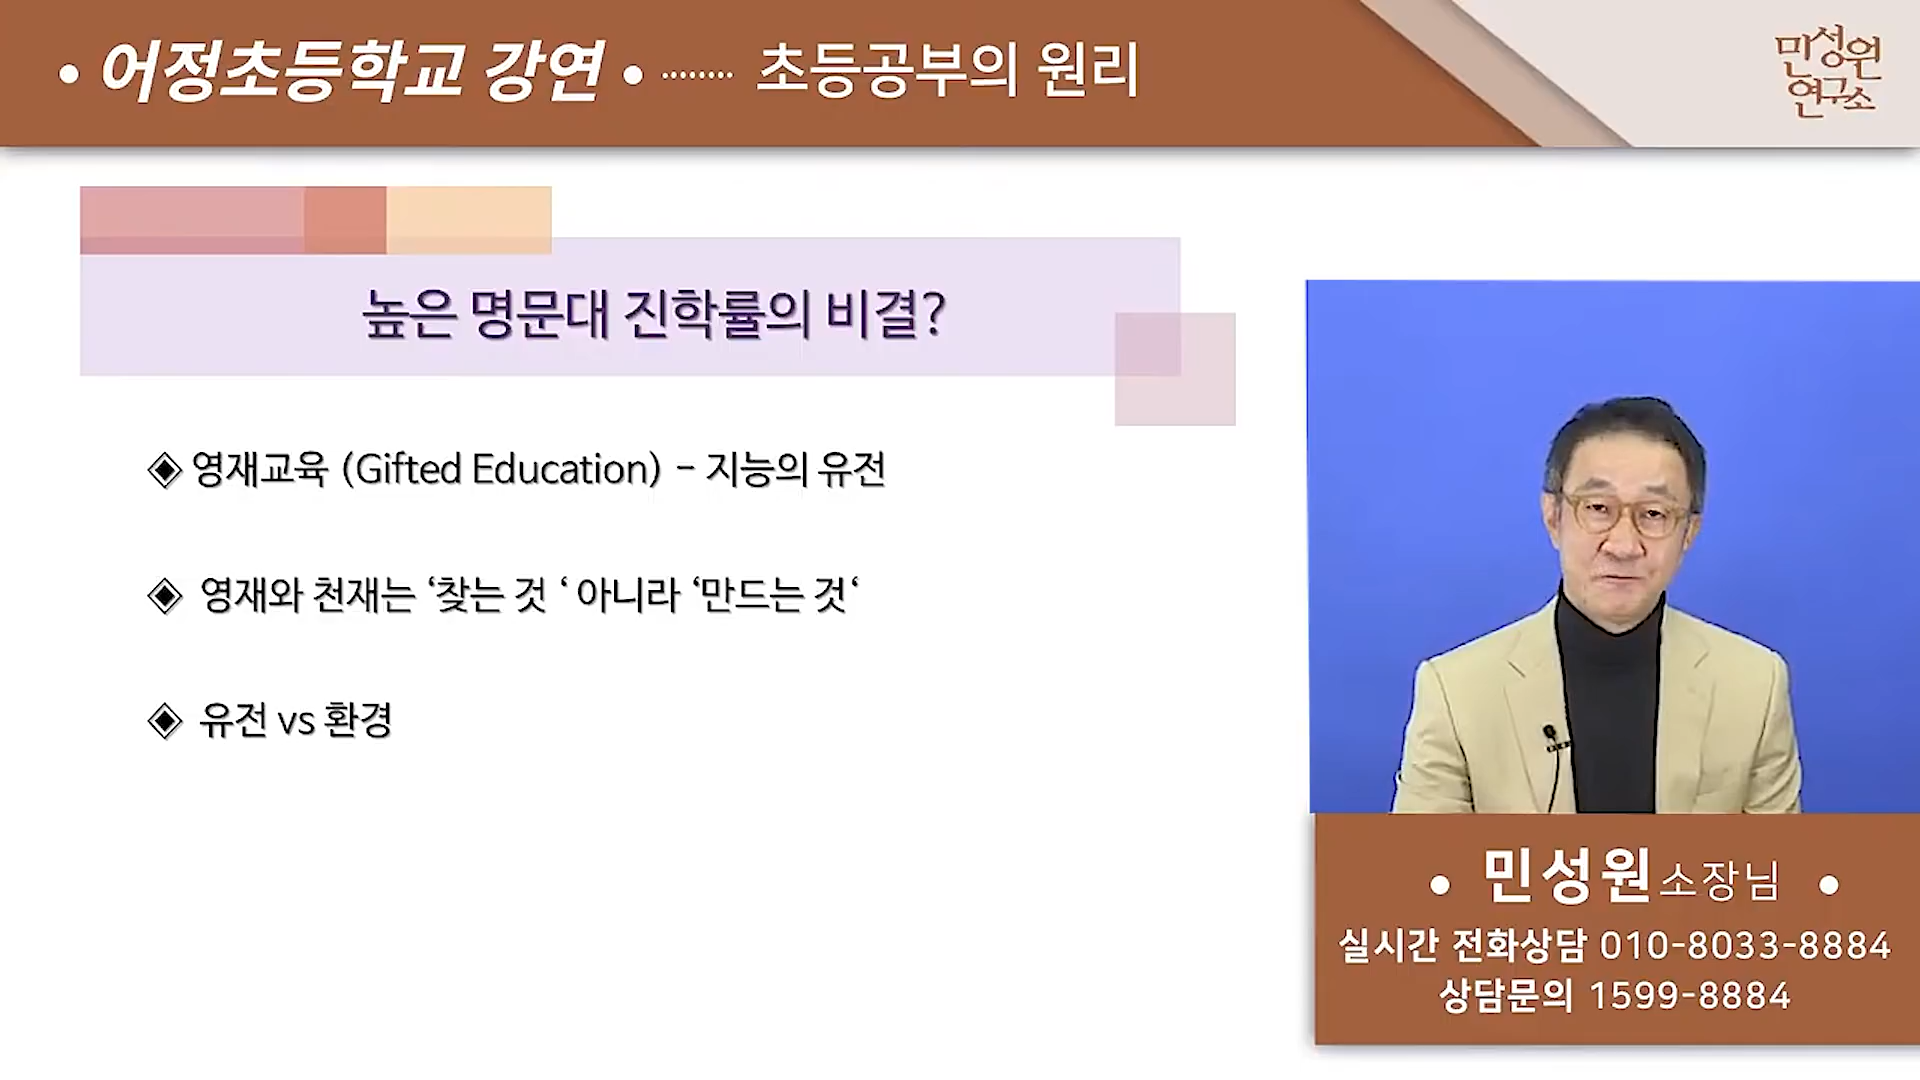 • 어정초등학교 강연 • ········ 초등공부의 원리
민성원
연구소
높은 명문대 진학률의 비결?
◈ 영재교육 (Gifted Education) - 지능의 유전
◈ 영재와 천재는 ‘찾는 것 ‘ 아니라 ‘만드는 것‘
◈ 유전 vs 환경
• 민성원 소장님 •
실시간 전화상담 010-8033-8884
상담문의 1599-8884